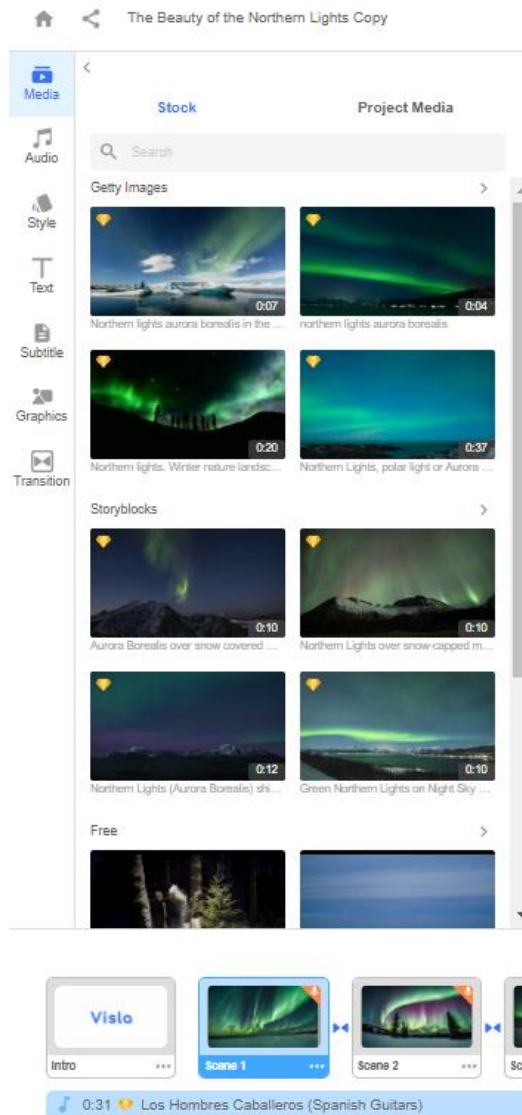 The Beauty of the Northern Lights Copy
Media
Audio
Style
Text
Subtitle
Graphics
Transition
Stock Project Media
Search
Getty Images
0:07 0:04
Northern lights aurora borealis in the ... northern lights aurora borealis
0:20 0:37
Northern lights. Winter nature landsc... Northern Lights, polar light or Aurora ...
Storyblocks
0:10 0:10
Aurora Borealis over snow covered ... Northern Lights over snow-capped m...
0:12 0:10
Northern Lights (Aurora Borealis) shi... Green Northern Lights on Night Sky ...
Free
Visla
Intro Scene 1 Scene 2 Sc
0:31 Los Hombres Caballeros (Spanish Guitars)